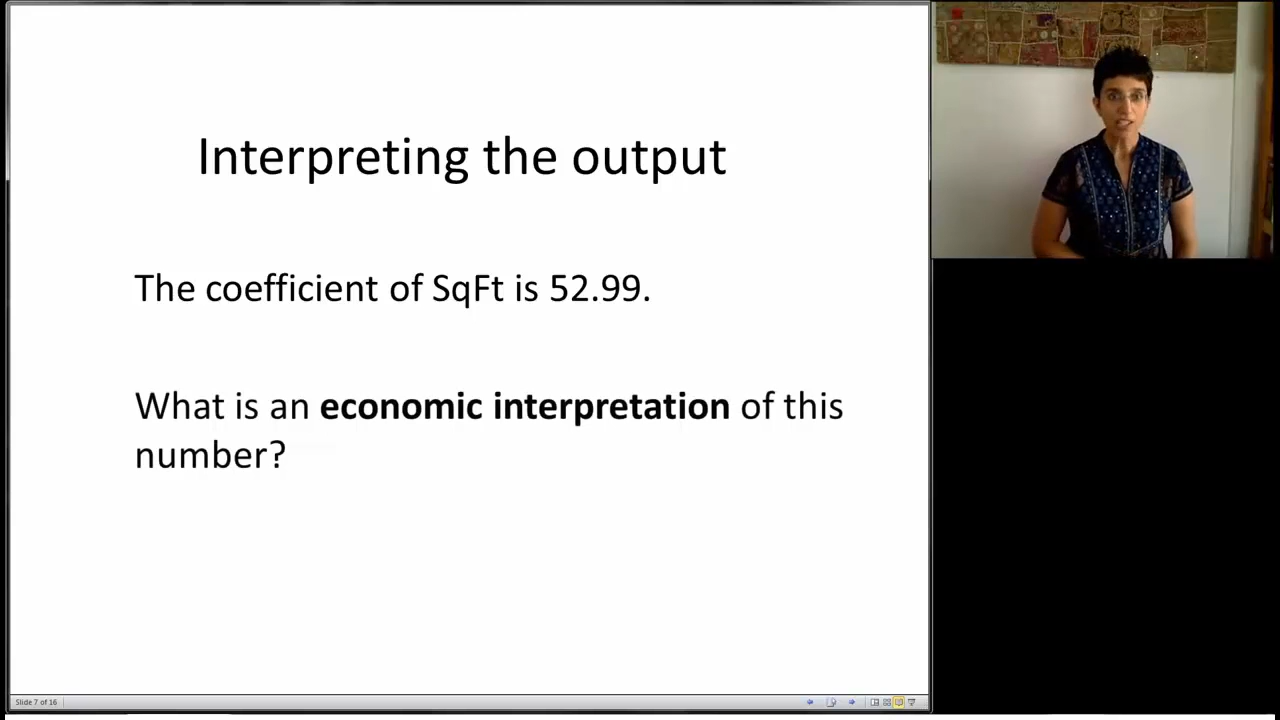 Interpreting the output
The coefficient of SqFt is 52.99.
What is an economic interpretation of this
number?
Slide 7 of 16